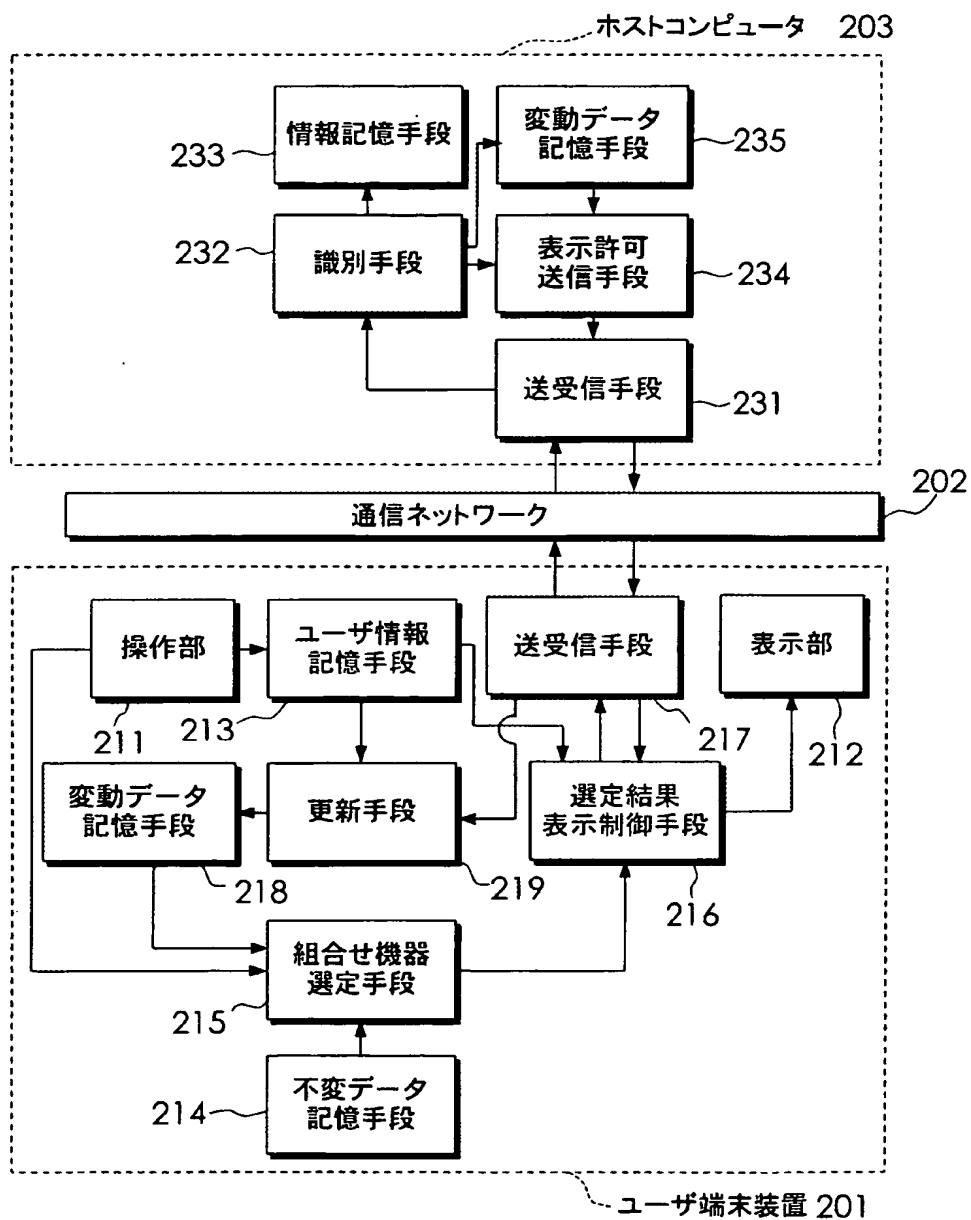 ホストコンピュータ 203
情報記憶手段
233
変動データ
記憶手段
235
識別手段
232
表示許可
送信手段
234
送受信手段
231
通信ネットワーク
202
操作部
211
ユーザ情報
記憶手段
213
送受信手段
217
表示部
212
変動データ
記憶手段
218
更新手段
219
選定結果
表示制御手段
216
組合せ機器
選定手段
215
不変データ
記憶手段
214
ユーザ端末装置 201